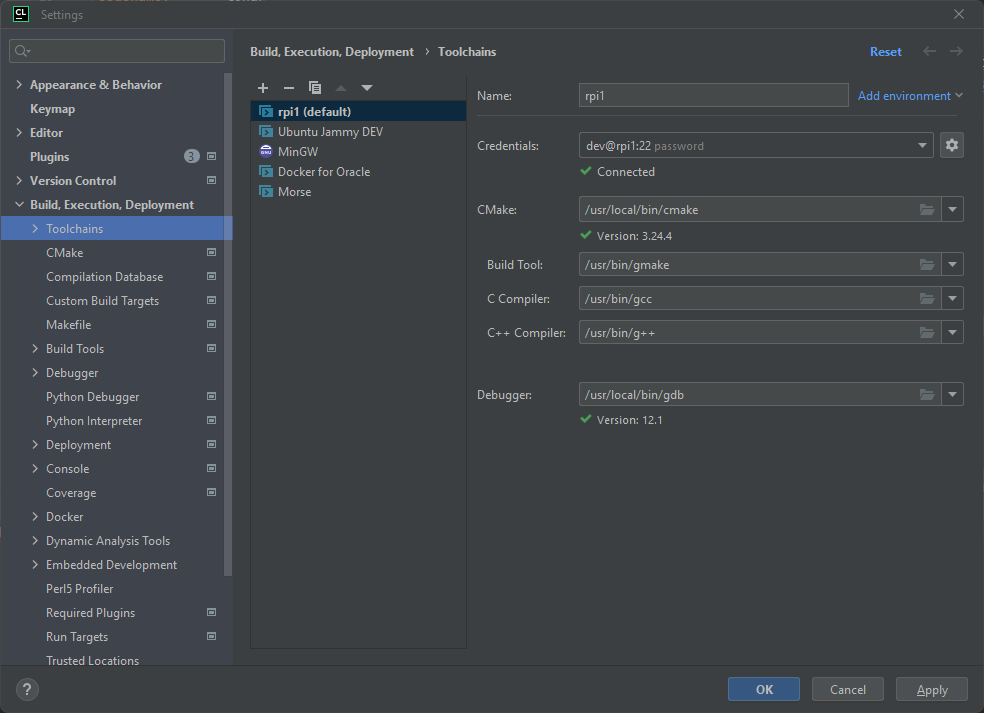 CL Settings
Build, Execution, Deployment › Toolchains Reset
Appearance & Behavior
Keymap
Editor
Plugins 3
Version Control
Build, Execution, Deployment
Toolchains
CMake
Compilation Database
Custom Build Targets
Makefile
Build Tools
Debugger
Python Debugger
Python Interpreter
Deployment
Console
Coverage
Docker
Dynamic Analysis Tools
Embedded Development
Perl5 Profiler
Required Plugins
Run Targets
Trusted Locations
rpi1 (default)
Ubuntu Jammy DEV
MinGW
Docker for Oracle
Morse
Name: rpi1 Add environment
Credentials: dev@rpi1:22 password
Connected
CMake: /usr/local/bin/cmake
Version: 3.24.4
Build Tool: /usr/bin/gmake
C Compiler: /usr/bin/gcc
C++ Compiler: /usr/bin/g++
Debugger: /usr/local/bin/gdb
Version: 12.1
? OK Cancel Apply